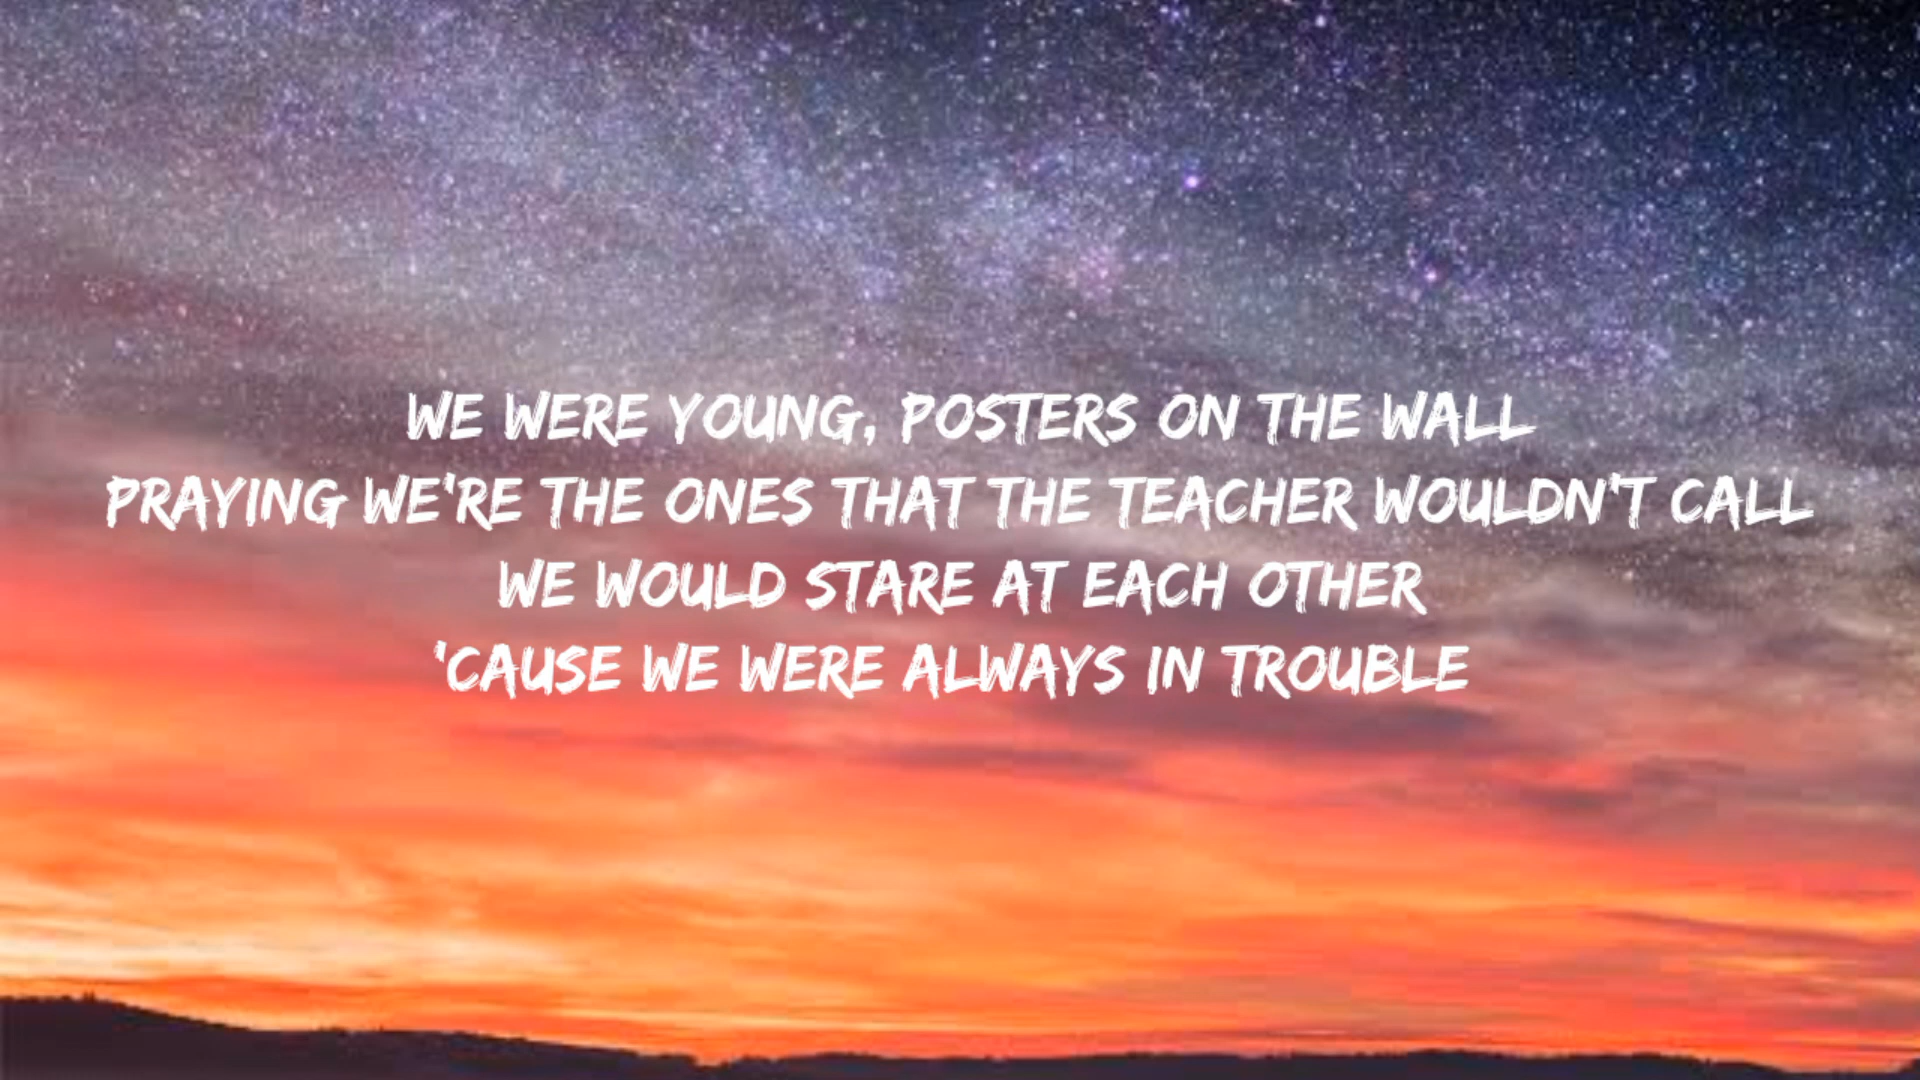 WE WERE YOUNG, POSTERS ON THE WALL
PRAYING WE'RE THE ONES THAT THE TEACHER WOULDN'T CALL
WE WOULD STARE AT EACH OTHER
'CAUSE WE WERE ALWAYS IN TROUBLE